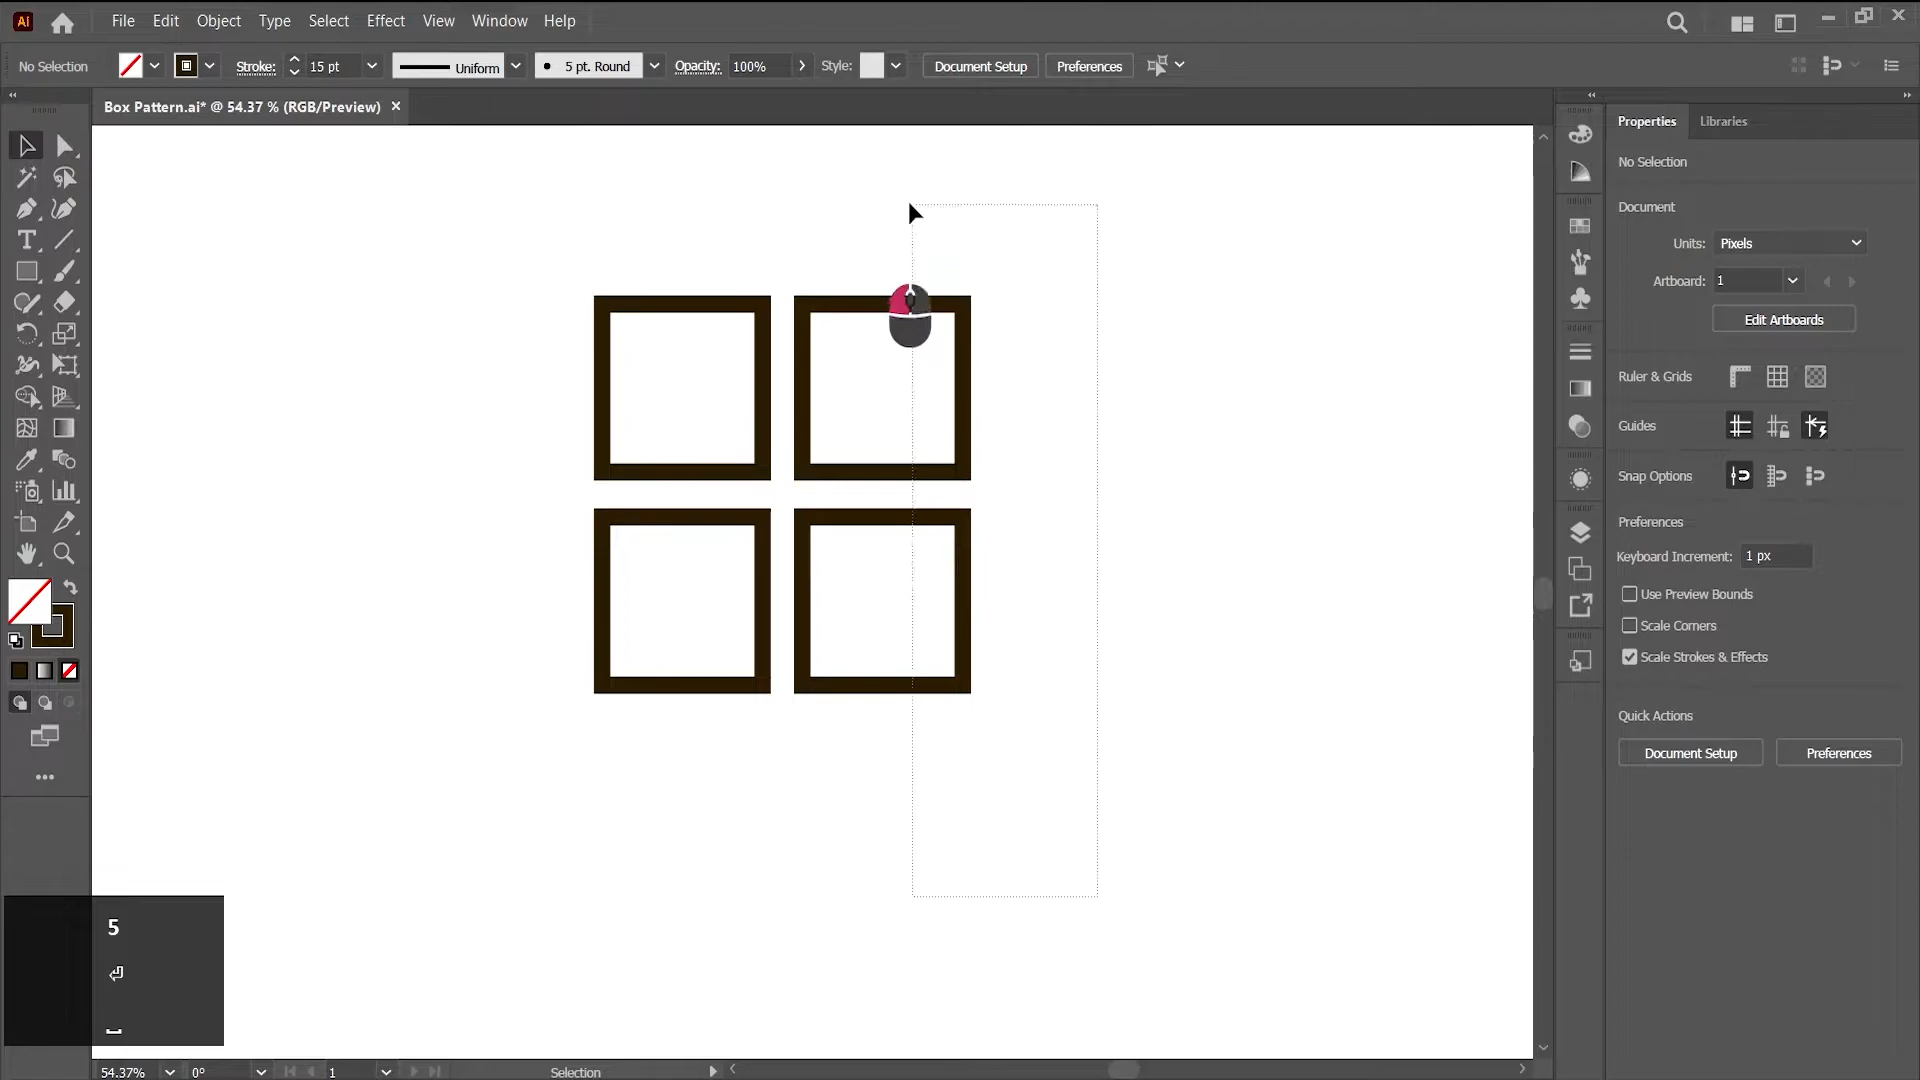 Ai File Edit Object Type Select Effect View Window Help
No Selection Stroke: 15 pt Uniform 5 pt. Round Opacity: 100% Style: Document Setup Preferences
Box Pattern.ai* @ 54.37 % (RGB/Preview) ×
Properties Libraries
No Selection
Document
Units: Pixels
Artboard: 1
Edit Artboards
Ruler & Grids
Guides
Snap Options
Preferences
Keyboard Increment: 1 px
Use Preview Bounds
Scale Corners
Scale Strokes & Effects
Quick Actions
Document Setup Preferences
5
54.37% 0° 1 Selection